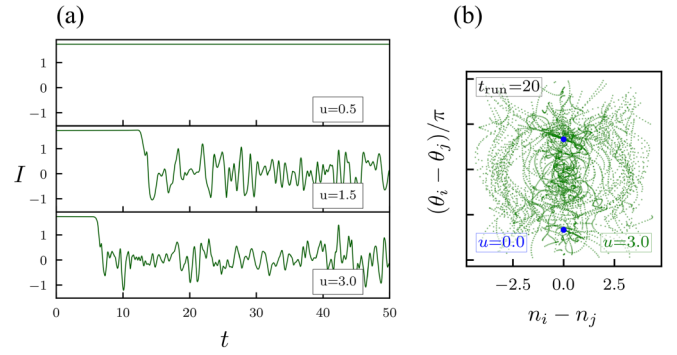 (a)
(b)
1
0
−1
u=0.5
1
0
−1
u=1.5
1
0
−1
u=3.0
I
0
10
20
30
40
50
t
t_run=20
(θ_i − θ_j)/π
u=0.0
u=3.0
−2.5
0.0
2.5
n_i − n_j